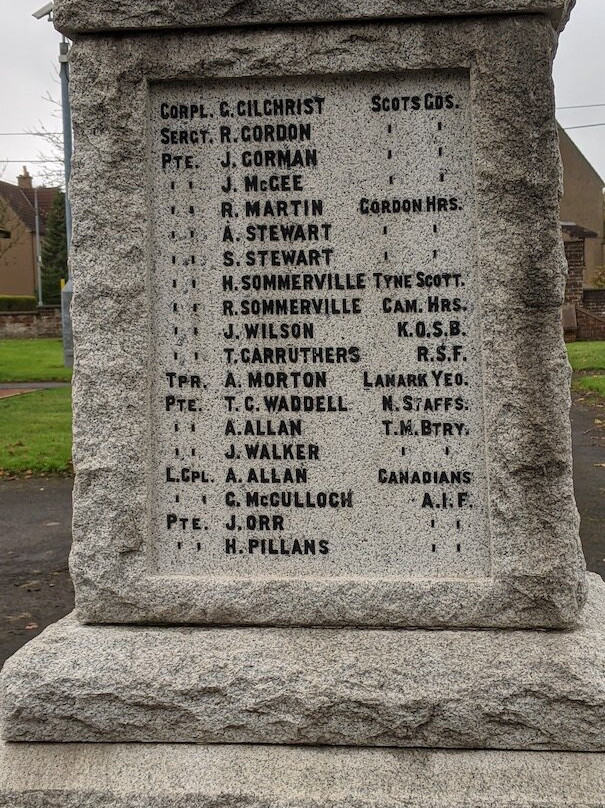 CORPL. G. GILCHRIST SCOTS GDS.
SERGT. R. GORDON " "
PTE. J. GORMAN " "
" " J. McGEE " "
" " R. MARTIN GORDON HRS.
" " A. STEWART " "
" " S. STEWART " "
" " H. SOMMERVILLE TYNE SCOTT.
" " R. SOMMERVILLE CAM. HRS.
" " J. WILSON K.O.S.B.
" " T. CARRUTHERS R.S.F.
TPR. A. MORTON LANARK YEO.
PTE. T. C. WADDELL N. STAFFS.
" " A. ALLAN T.M. BTRY.
" " J. WALKER " "
L. CPL. A. ALLAN CANADIANS
" " G. McCULLOCH A.I.F.
PTE. J. ORR " "
" " H. PILLANS " "